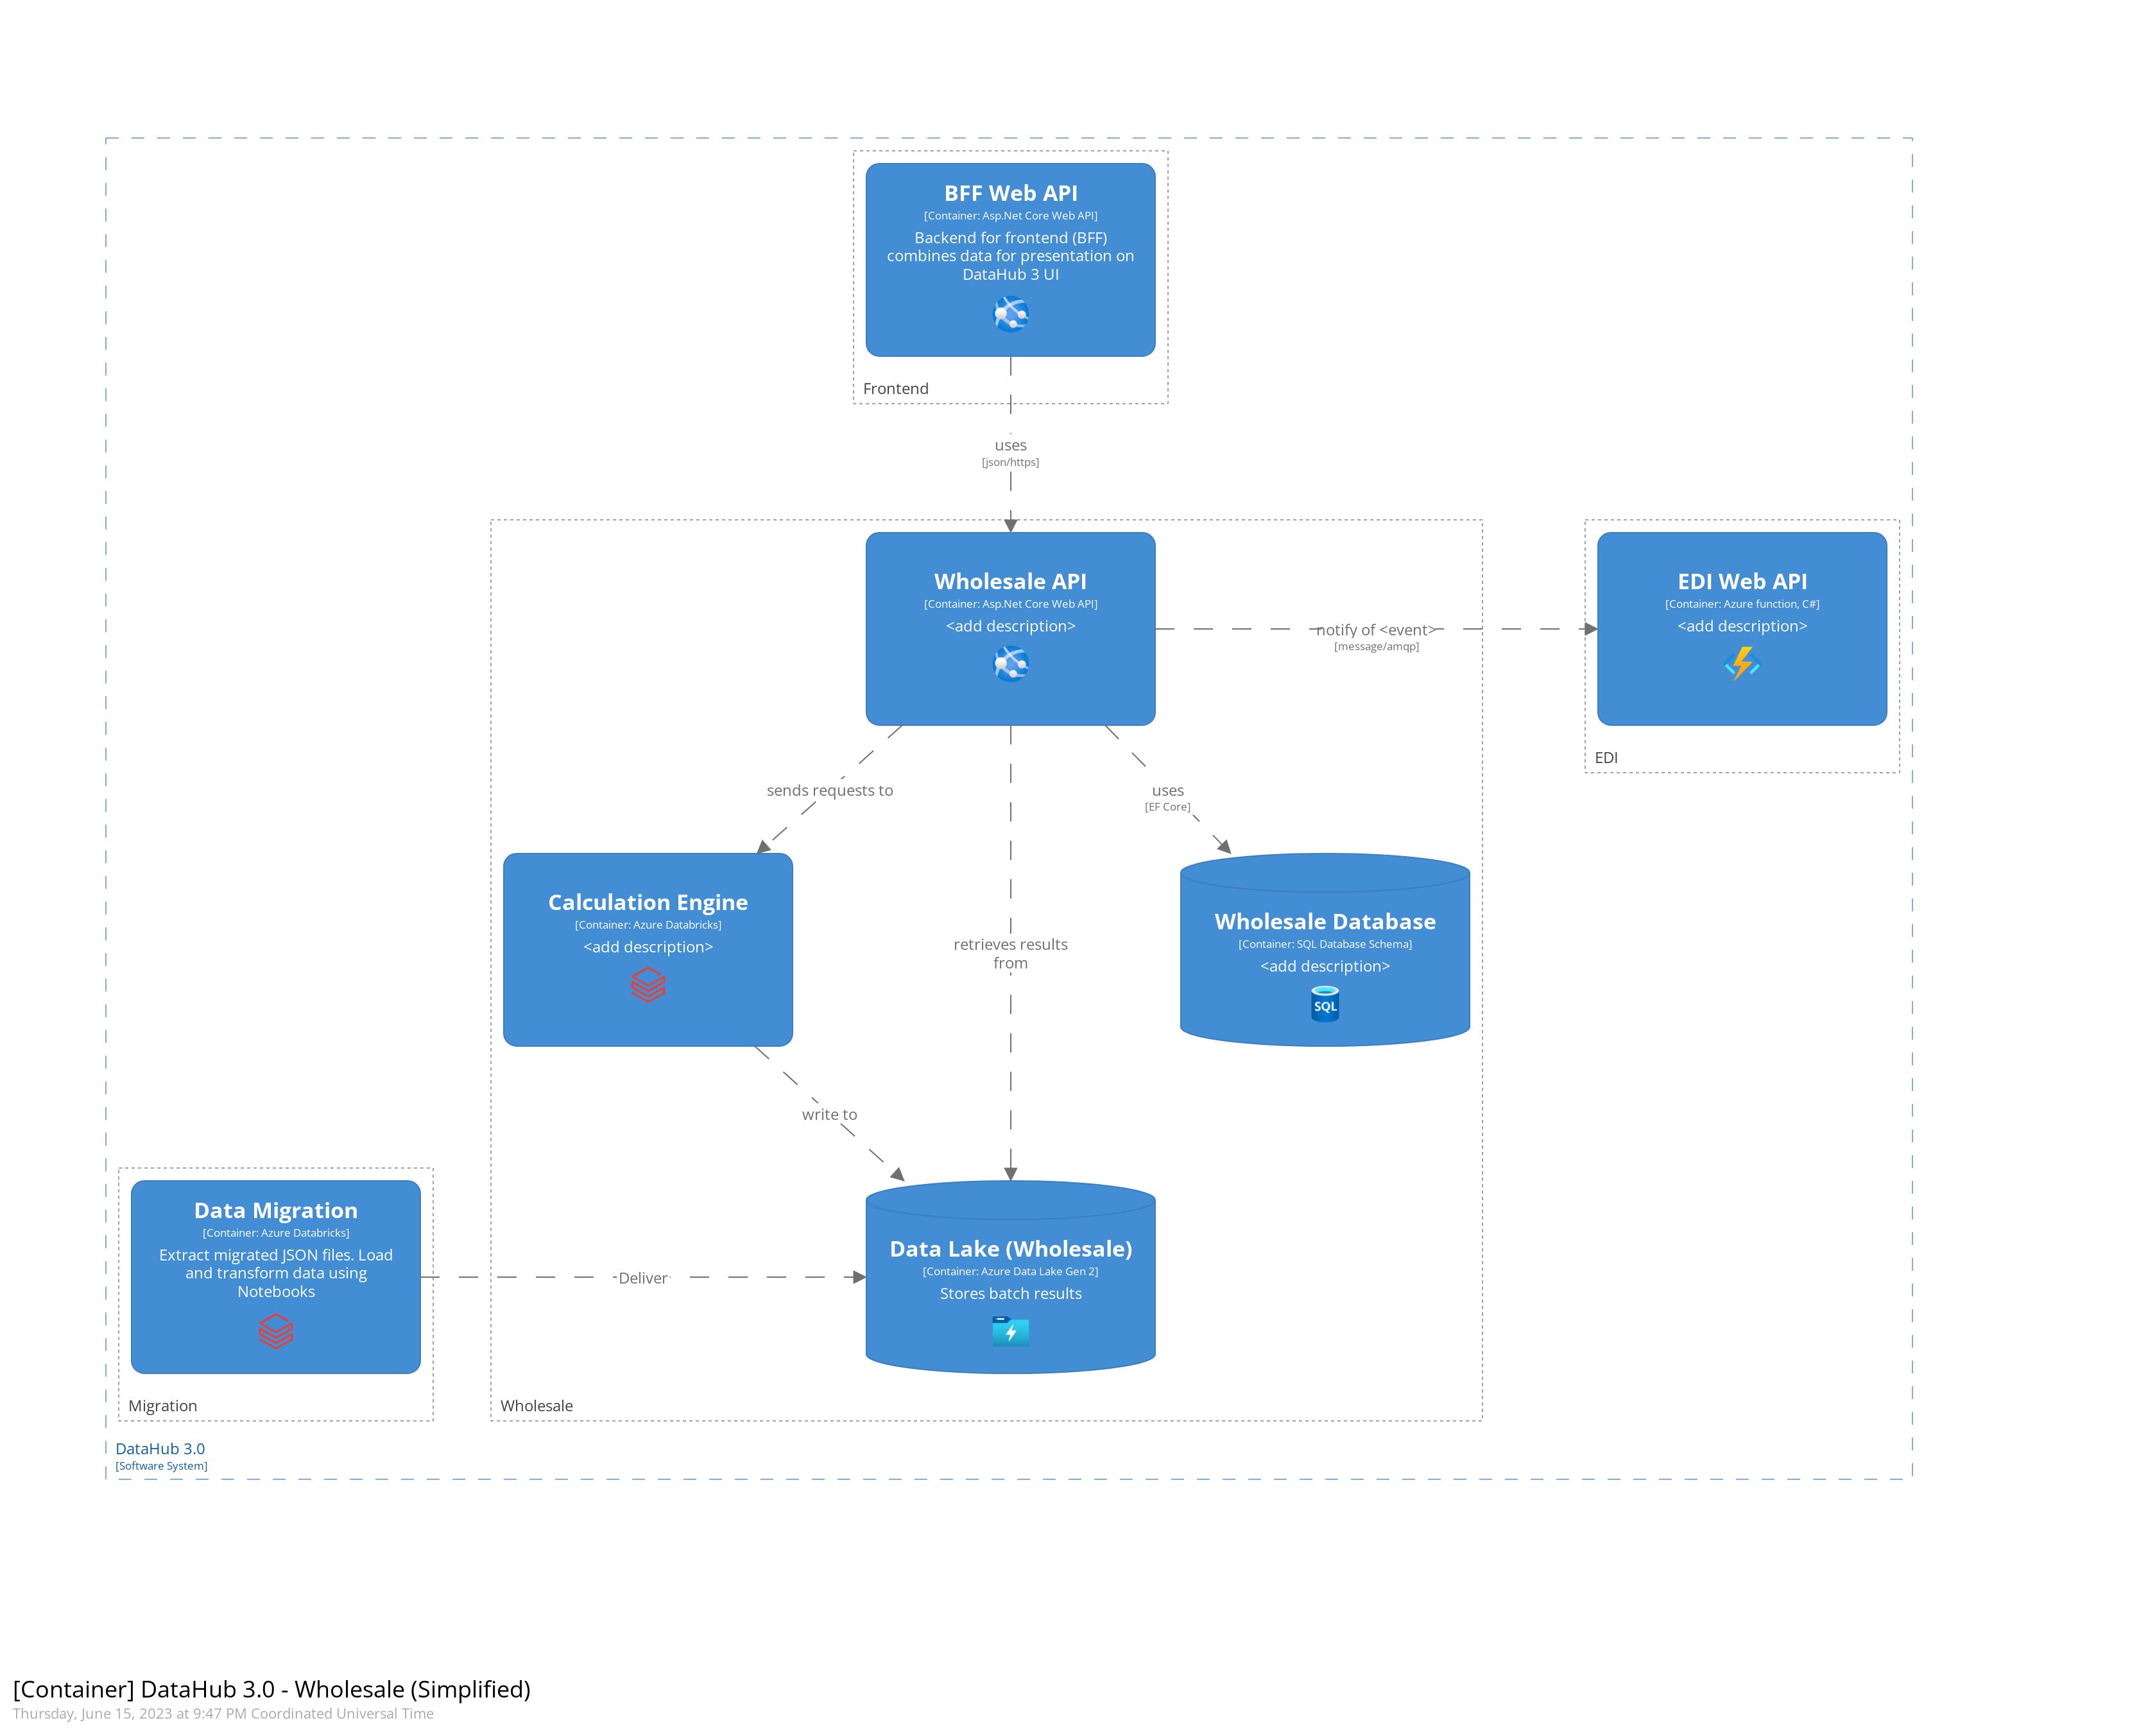 BFF Web API
[Container: Asp.Net Core Web API]
Backend for frontend (BFF)
combines data for presentation on
DataHub 3 UI
Frontend
uses
[json/https]
Wholesale API
[Container: Asp.Net Core Web API]
<add description>
notify of <event>
[message/amqp]
EDI Web API
[Container: Azure function, C#]
<add description>
EDI
sends requests to
uses
[EF Core]
Calculation Engine
[Container: Azure Databricks]
<add description>
retrieves results
from
Wholesale Database
[Container: SQL Database Schema]
<add description>
SQL
write to
Data Migration
[Container: Azure Databricks]
Extract migrated JSON files. Load
and transform data using
Notebooks
Deliver
Data Lake (Wholesale)
[Container: Azure Data Lake Gen 2]
Stores batch results
Migration
Wholesale
DataHub 3.0
[Software System]
[Container] DataHub 3.0 - Wholesale (Simplified)
Thursday, June 15, 2023 at 9:47 PM Coordinated Universal Time